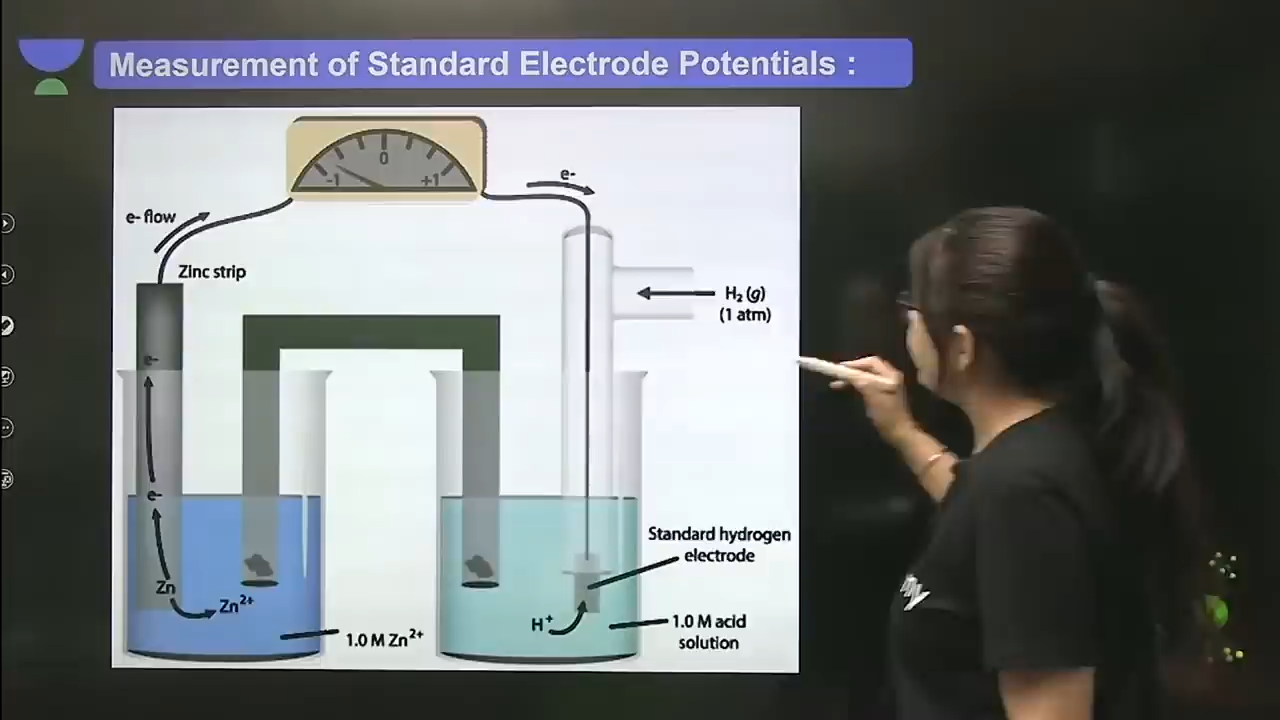 Measurement of Standard Electrode Potentials :
0
-1
+1
e-
e- flow
Zinc strip
H₂ (g)
(1 atm)
e-
e-
Standard hydrogen
electrode
Zn
Zn²⁺
H⁺
1.0 M acid
solution
1.0 M Zn²⁺